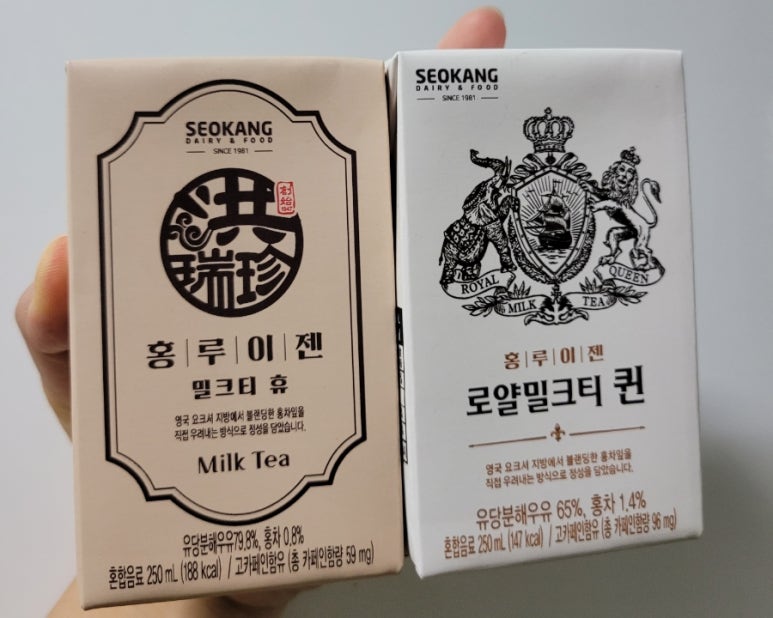 SEOKANG
DAIRY & FOOD
SINCE 1981
創
始
1947
洪
瑞珍
홍|루|이|젠
밀크티 휴
영국 요크셔 지방에서 블랜딩한 홍차잎을
직접 우려내는 방식으로 정성을 담았습니다.
Milk Tea
유당분해우유79.8%, 홍차 0.8%
혼합음료 250 mL (188 kcal) / 고카페인함유 (총 카페인함량 59 mg)
SEOKANG
DAIRY & FOOD
SINCE 1981
ROYAL MILK TEA QUEEN
홍|루|이|젠
로얄밀크티 퀸
영국 요크셔 지방에서 블랜딩한 홍차잎을
직접 우려내는 방식으로 정성을 담았습니다.
유당분해우유 65%, 홍차 1.4%
혼합음료 250 mL (147 kcal) / 고카페인함유 (총 카페인함량 96 mg)